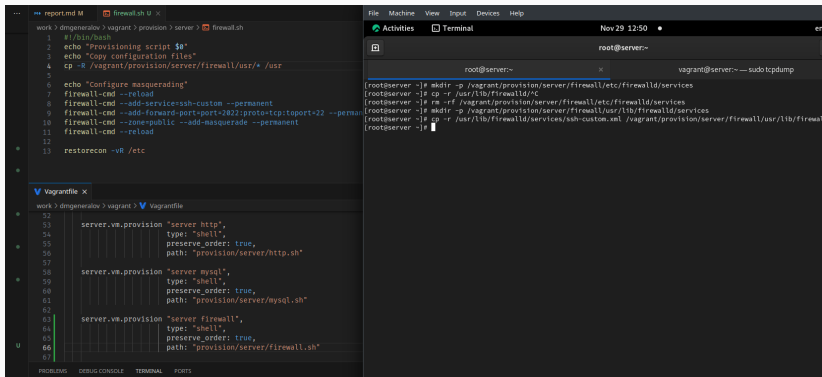 report.md M
firewall.sh U
work > dmgeneralov > vagrant > provision > server > firewall.sh
1 #!/bin/bash
2 echo "Provisioning script $0"
3 echo "Copy configuration files"
4 cp -R /vagrant/provision/server/firewall/usr/* /usr
5
6 echo "Configure masquerading"
7 firewall-cmd --reload
8 firewall-cmd --add-service=ssh-custom --permanent
9 firewall-cmd --add-forward-port=port=2022:proto=tcp:toport=22 --perman
10 firewall-cmd --zone=public --add-masquerade --permanent
11 firewall-cmd --reload
12
13 restorecon -vR /etc
Vagrantfile
work > dmgeneralov > vagrant > Vagrantfile
52
53 server.vm.provision "server http",
54 type: "shell",
55 preserve_order: true,
56 path: "provision/server/http.sh"
57
58 server.vm.provision "server mysql",
59 type: "shell",
60 preserve_order: true,
61 path: "provision/server/mysql.sh"
62
63 server.vm.provision "server firewall",
64 type: "shell",
65 preserve_order: true,
66 path: "provision/server/firewall.sh"
67
U
PROBLEMS DEBUG CONSOLE TERMINAL PORTS
File Machine View Input Devices Help
Activities Terminal Nov 29 12:50 en
root@server:~
root@server:~ × vagrant@server:~ — sudo tcpdump
[root@server ~]# mkdir -p /vagrant/provision/server/firewall/etc/firewalld/services
[root@server ~]# cp -r /usr/lib/firewalld/^C
[root@server ~]# rm -rf /vagrant/provision/server/firewall/etc/firewalld/services
[root@server ~]# mkdir -p /vagrant/provision/server/firewall/usr/lib/firewalld/services
[root@server ~]# cp -r /usr/lib/firewalld/services/ssh-custom.xml /vagrant/provision/server/firewall/usr/lib/firewal
[root@server ~]#